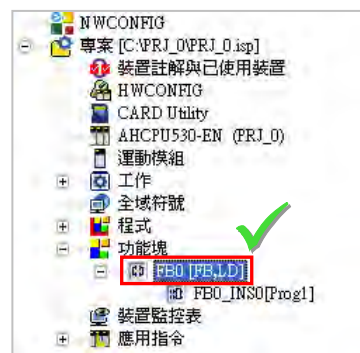 NWCONFIG
專案 [C:\PRJ_0\PRJ_0.isp]
裝置註解與已使用裝置
HWCONFIG
CARD Utility
AHCPU530-EN (PRJ_0)
運動模組
工作
全域符號
程式
功能塊
FB0 [FB,LD]
FB0_INS0[Prog1]
裝置監控表
應用指令